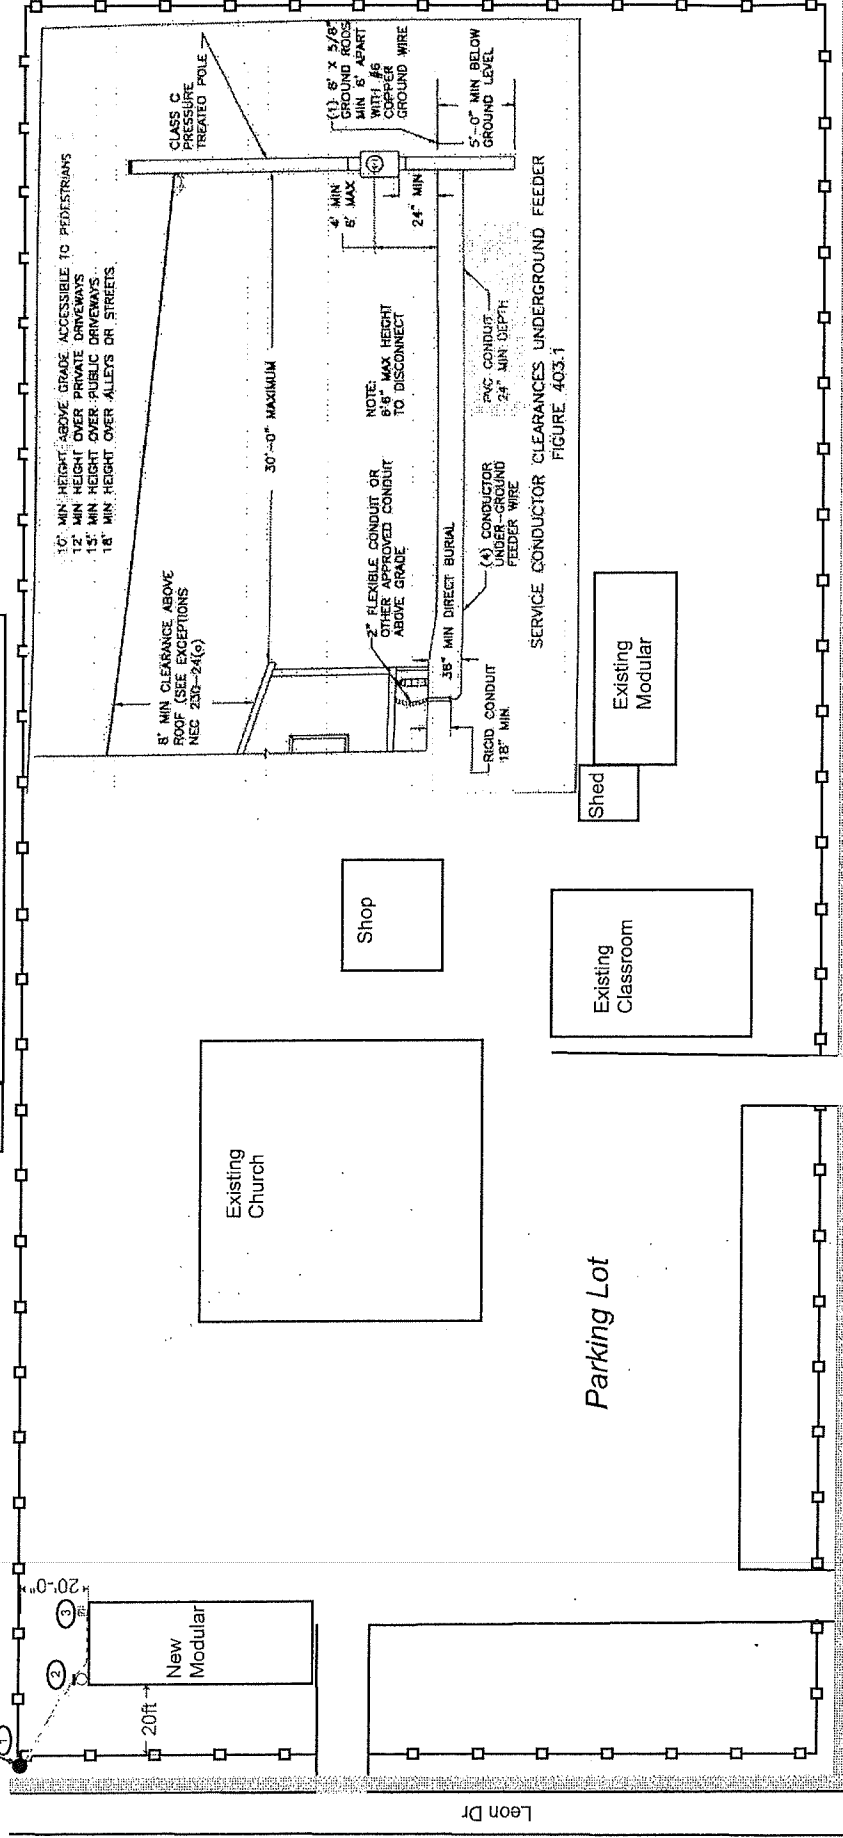 10' MIN HEIGHT ABOVE GRADE ACCESSIBLE TO PEDESTRIANS
12' MIN HEIGHT OVER PRIVATE DRIVEWAYS
15' MIN HEIGHT OVER PUBLIC DRIVEWAYS
18' MIN HEIGHT OVER ALLEYS OR STREETS
CLASS C
PRESSURE
TREATED POLE
8' MIN CLEARANCE ABOVE
ROOF (SEE EXCEPTIONS
NEC 230-24(a)
30'-0" MAXIMUM
4' MIN
6' MAX
(1) 8' X 5/8"
GROUND RODS
MIN 6' APART
WITH #6
COPPER
GROUND WIRE
NOTE:
6'6" MAX HEIGHT
TO DISCONNECT
24" MIN
2" FLEXIBLE CONDUIT OR
OTHER APPROVED CONDUIT
ABOVE GRADE
5'-0" MIN BELOW
GROUND LEVEL
36" MIN DIRECT BURIAL
RIGID CONDUIT
18" MIN.
(4) CONDUCTOR
UNDER-GROUND
FEEDER WIRE
PVC CONDUIT
24" MIN DEPTH
SERVICE CONDUCTOR CLEARANCES UNDERGROUND FEEDER
FIGURE 403.1
1
2
3
20'-0"
20ft
New
Modular
Existing
Church
Shop
Shed
Existing
Modular
Existing
Classroom
Parking Lot
Leon Dr